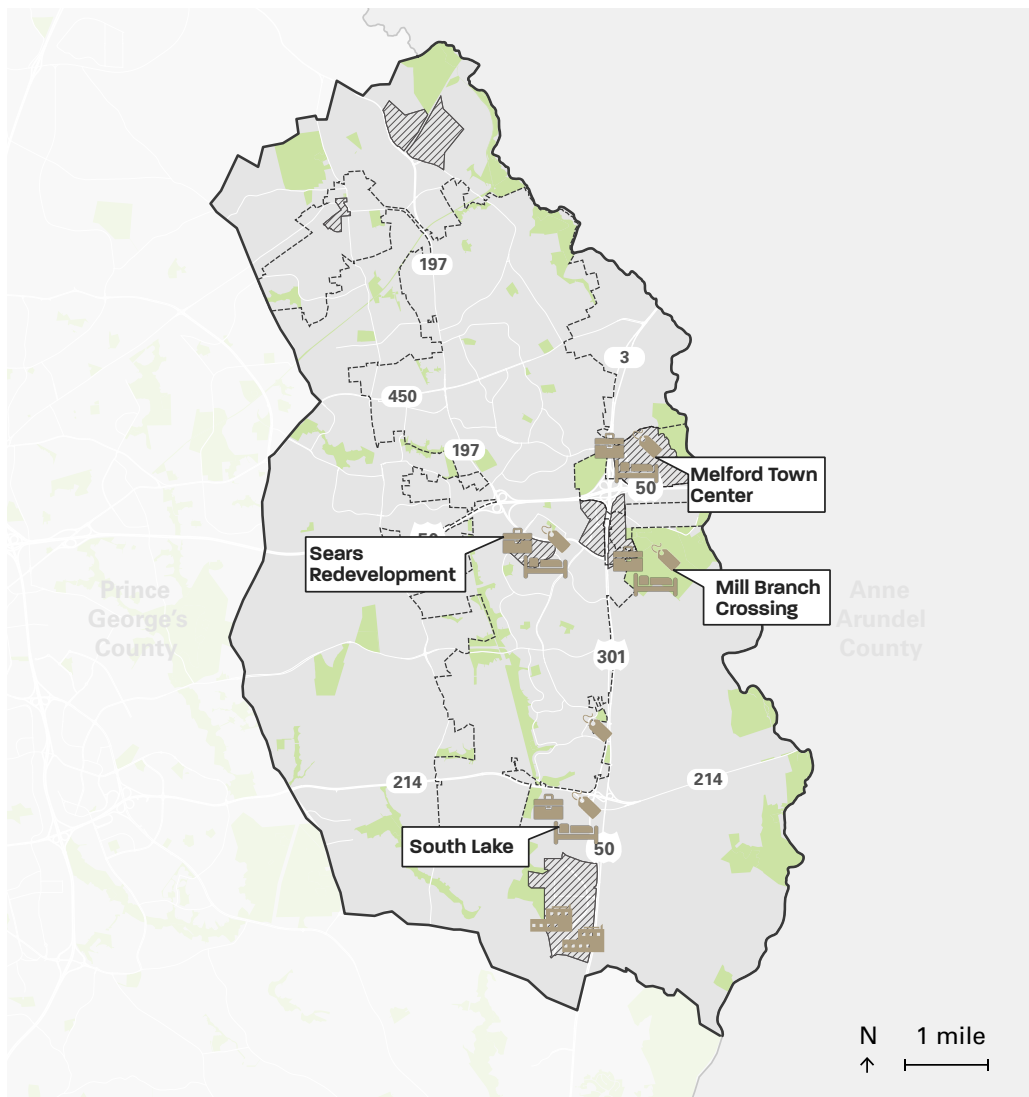 197
3
450
197
Melford Town
Center
50
Sears
Redevelopment
Prince
George's
County
Mill Branch
Crossing
Anne
Arundel
County
301
214
214
South Lake
50
N
1 mile